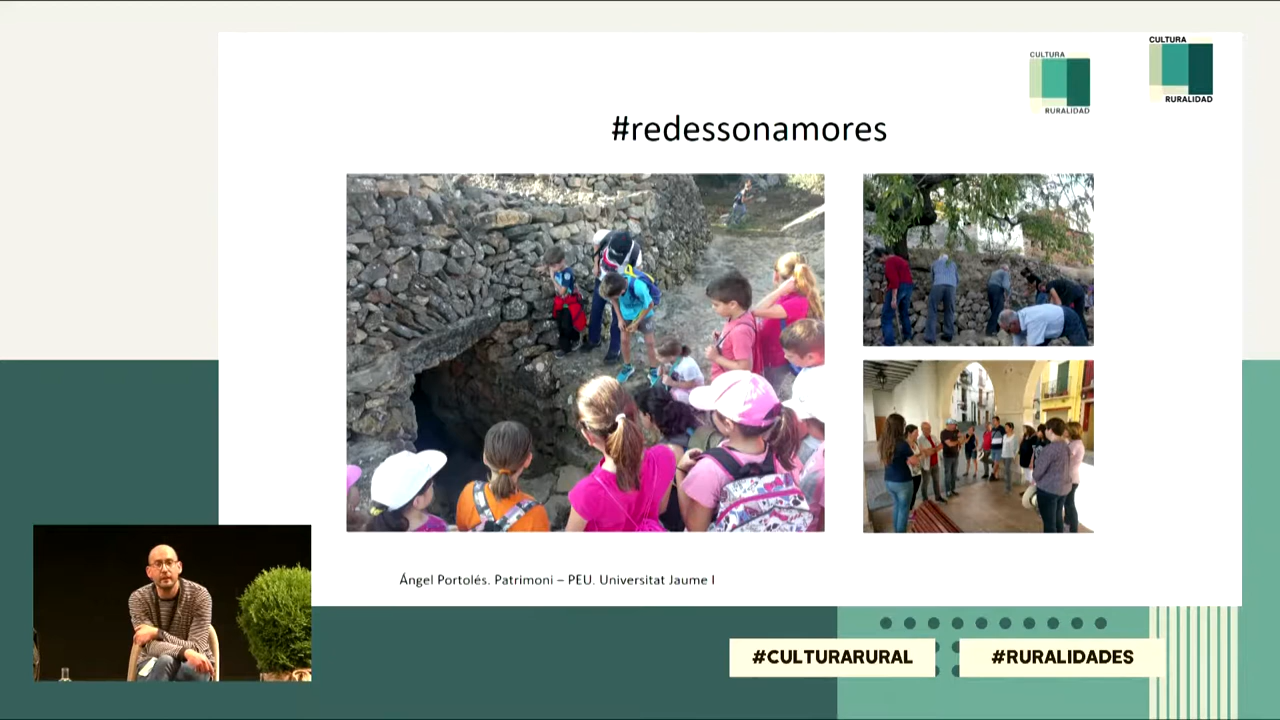 CULTURA
RURALIDAD
CULTURA
RURALIDAD
#redessonamores
Ángel Portolés. Patrimoni – PEU. Universitat Jaume I
#CULTURARURAL
#RURALIDADES